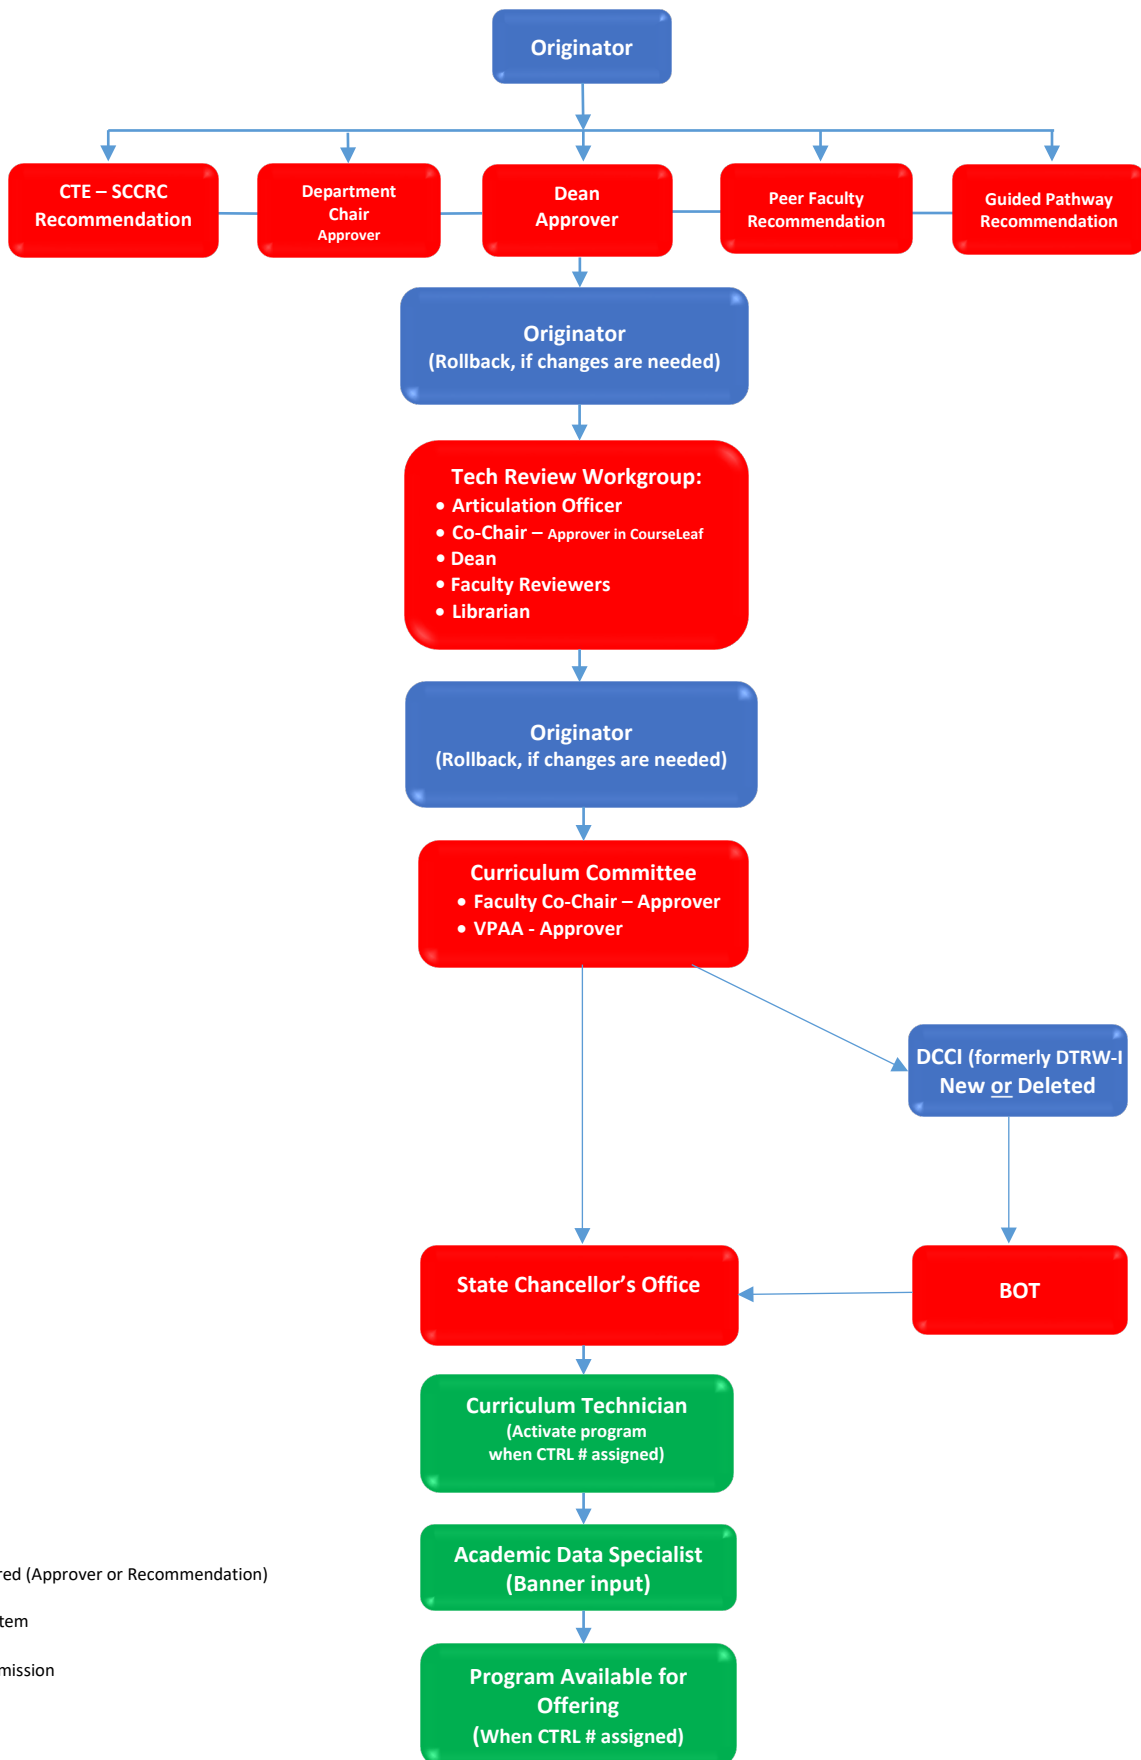 Originator
CTE – SCCRC
Recommendation
Department
Chair
Approver
Dean
Approver
Peer Faculty
Recommendation
Guided Pathway
Recommendation
Originator
(Rollback, if changes are needed)
Tech Review Workgroup:
• Articulation Officer
• Co-Chair – Approver in CourseLeaf
• Dean
• Faculty Reviewers
• Librarian
Originator
(Rollback, if changes are needed)
Curriculum Committee
• Faculty Co-Chair – Approver
• VPAA - Approver
DCCI (formerly DTRW-I
New or Deleted
State Chancellor’s Office
BOT
Curriculum Technician
(Activate program
when CTRL # assigned)
Academic Data Specialist
(Banner input)
red (Approver or Recommendation)
tem
mission
Program Available for
Offering
(When CTRL # assigned)